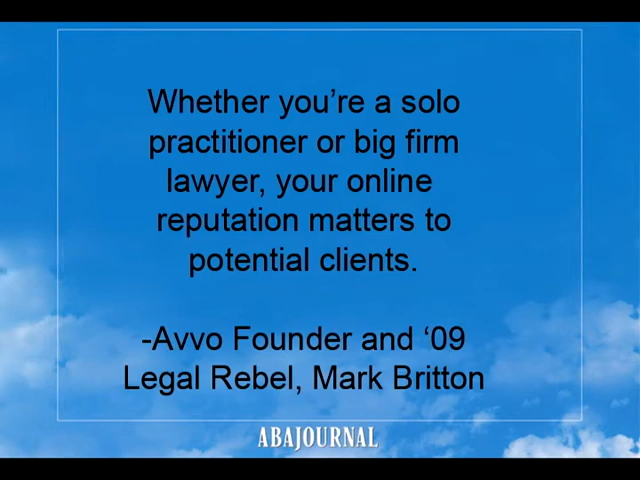 Whether you’re a solo
practitioner or big firm
lawyer, your online
reputation matters to
potential clients.
-Avvo Founder and ‘09
Legal Rebel, Mark Britton
ABAJOURNAL